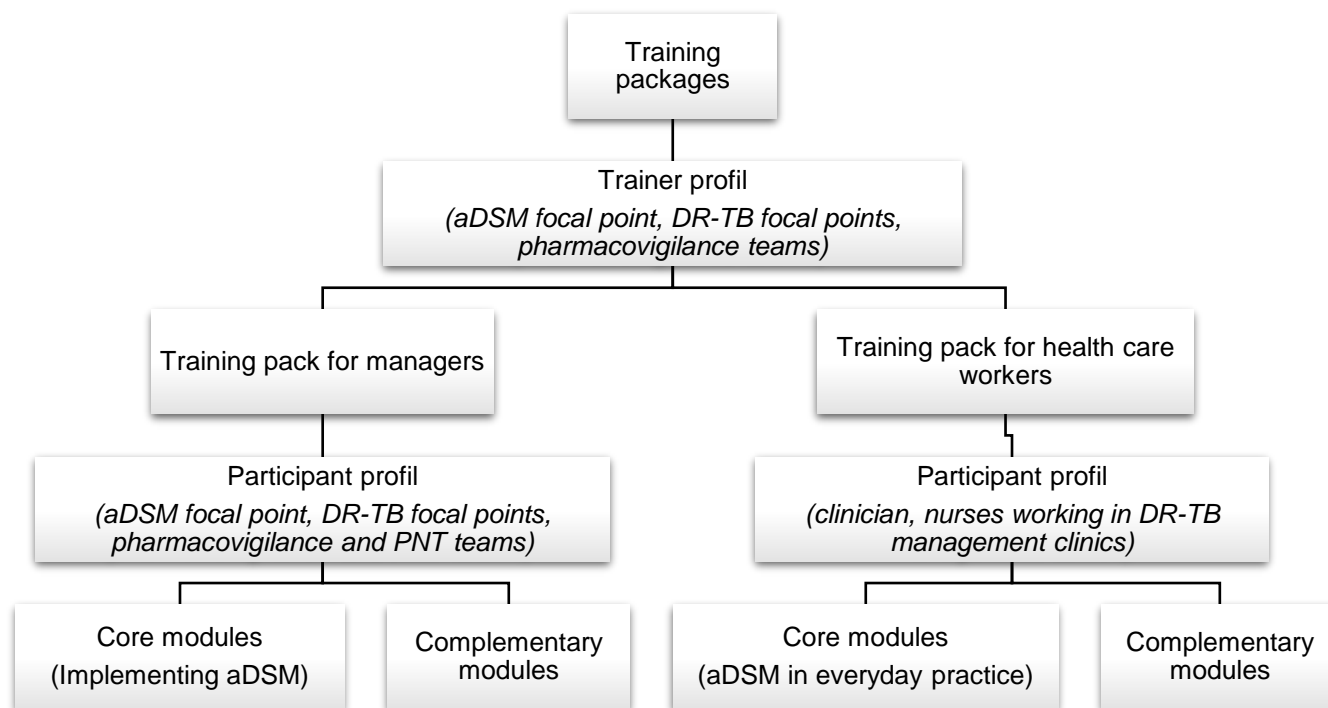 Training
packages
Trainer profil
(aDSM focal point, DR-TB focal points,
pharmacovigilance teams)
Training pack for managers
Training pack for health care
workers
Participant profil
(aDSM focal point, DR-TB focal points,
pharmacovigilance and PNT teams)
Participant profil
(clinician, nurses working in DR-TB
management clinics)
Core modules
(Implementing aDSM)
Complementary
modules
Core modules
(aDSM in everyday practice)
Complementary
modules